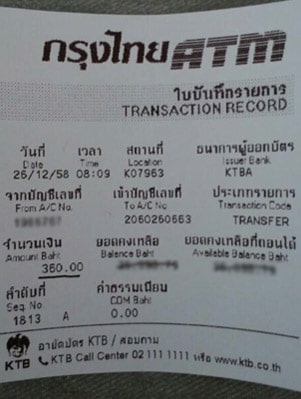 กรุงไทย ATM
ใบบันทึกรายการ
TRANSACTION RECORD
วันที่ เวลา สถานที่ ธนาคารผู้ออกบัตร
Date Time Location Issuer Bank
26/12/58 08:09 K07963 KTBA
จากบัญชีเลขที่ เข้าบัญชีเลขที่ ประเภทรายการ
From A/C No. To A/C No Transaction Code
2060260663 TRANSFER
จำนวนเงิน ยอดคงเหลือ ยอดคงเหลือที่ถอนได้
Amount Baht Balance Baht Available Balance Baht
360.00
ลำดับที่ ค่าธรรมเนียม
Seq No COM Baht
1813 A 0.00
KTB อายัดบัตร KTB / สอบถาม
KTB Call Center 02 111 1111 หรือ www.ktb.co.th